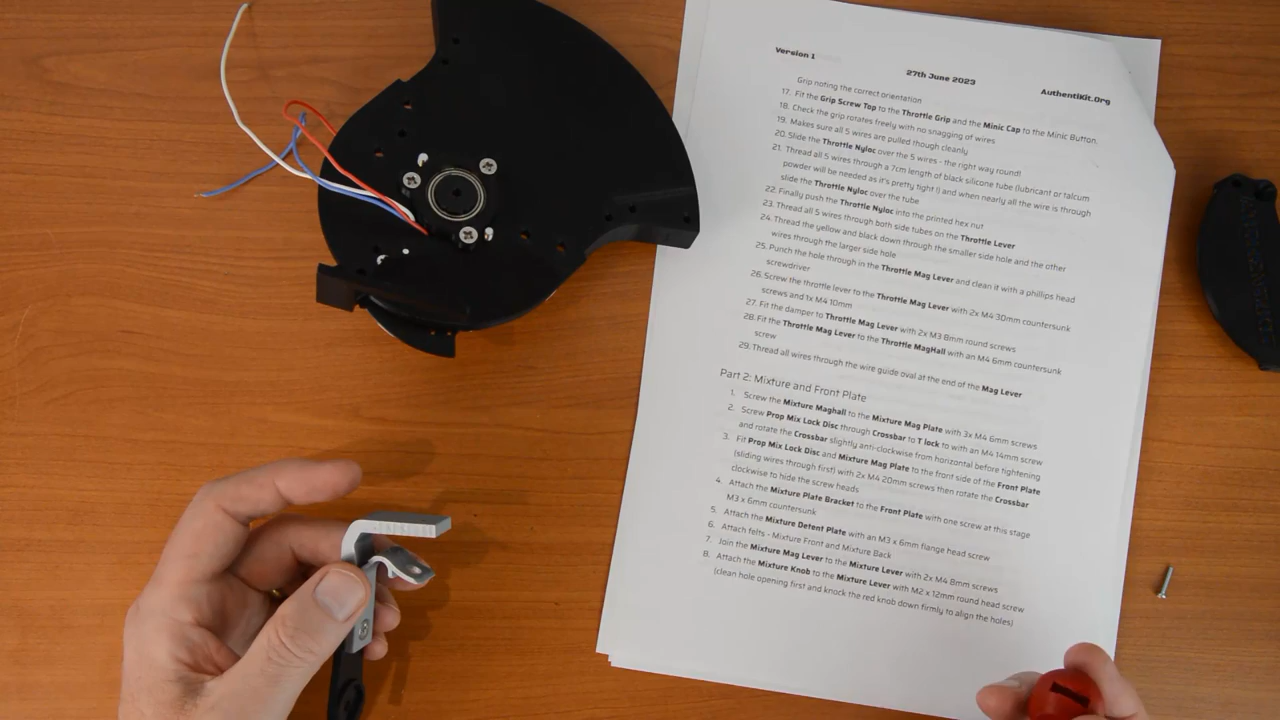 Version 1
27th June 2023
AuthentiKit.Org
Grip noting the correct orientation
17. Fit the Grip Screw Top to the Throttle Grip and the Minic Cap to the Minic Button.
18. Check the grip rotates freely with no snagging of wires
19. Makes sure all 5 wires are pulled though cleanly
20. Slide the Throttle Nyloc over the 5 wires - the right way round!
21. Thread all 5 wires through a 7cm length of black silicone tube (lubricant or talcum
powder will be needed as it's pretty tight !) and when nearly all the wire is through
slide the Throttle Nyloc over the tube
22. Finally push the Throttle Nyloc into the printed hex nut
23. Thread all 5 wires through both side tubes on the Throttle Lever
24. Thread the yellow and black down through the smaller side hole and the other
wires through the larger side hole
25. Punch the hole through in the Throttle Mag Lever and clean it with a phillips head
screwdriver
26. Screw the throttle lever to the Throttle Mag Lever with 2x M4 30mm countersunk
screws and 1x M4 10mm
27. Fit the damper to Throttle Mag Lever with 2x M3 8mm round screws
28. Fit the Throttle Mag Lever to the Throttle MagHall with an M4 6mm countersunk
screw
29. Thread all wires through the wire guide oval at the end of the Mag Lever
Part 2: Mixture and Front Plate
1. Screw the Mixture Maghall to the Mixture Mag Plate with 3x M4 6mm screws
2. Screw Prop Mix Lock Disc through Crossbar to T lock to with an M4 14mm screw
and rotate the Crossbar slightly anti-clockwise from horizontal before tightening
3. Fit Prop Mix Lock Disc and Mixture Mag Plate to the front side of the Front Plate
(sliding wires through first) with 2x M4 20mm screws then rotate the Crossbar
clockwise to hide the screw heads
4. Attach the Mixture Plate Bracket to the Front Plate with one screw at this stage
M3 x 6mm countersunk
5. Attach the Mixture Detent Plate with an M3 x 6mm flange head screw
6. Attach felts - Mixture Front and Mixture Back
7. Join the Mixture Mag Lever to the Mixture Lever with 2x M4 8mm screws
8. Attach the Mixture Knob to the Mixture Lever with M2 x 12mm round head screw
(clean hole opening first and knock the red knob down firmly to align the holes)